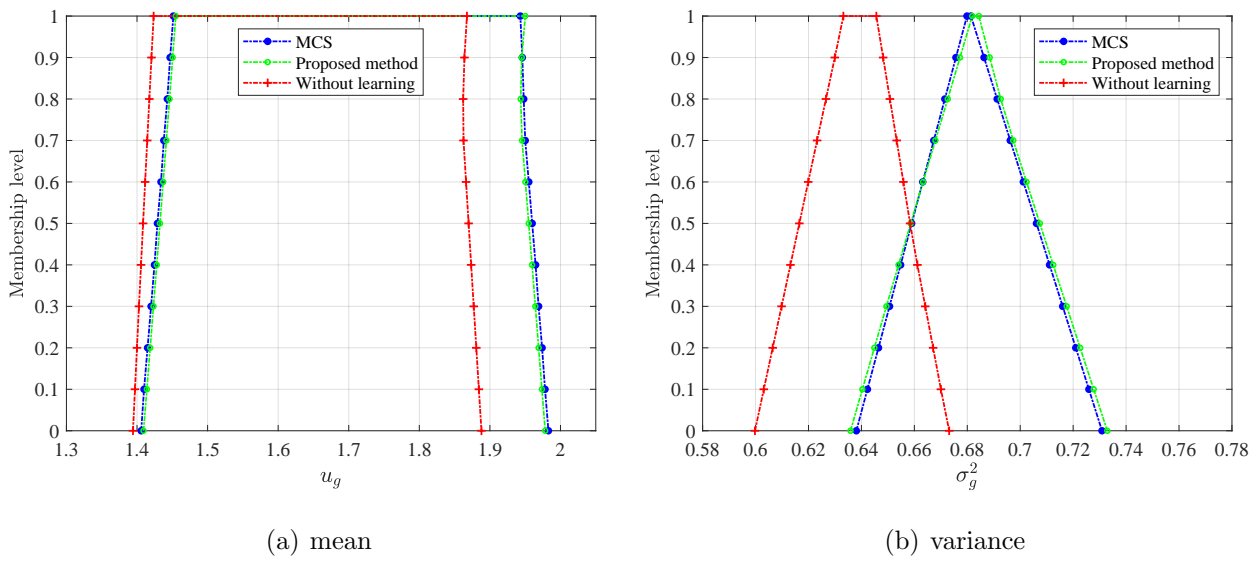 MCS
Proposed method
Without learning
Membership level
1
0.9
0.8
0.7
0.6
0.5
0.4
0.3
0.2
0.1
0
1.3 1.4 1.5 1.6 1.7 1.8 1.9 2
u_g
(a) mean
MCS
Proposed method
Without learning
Membership level
1
0.9
0.8
0.7
0.6
0.5
0.4
0.3
0.2
0.1
0
0.58 0.6 0.62 0.64 0.66 0.68 0.7 0.72 0.74 0.76 0.78
σ_g^2
(b) variance